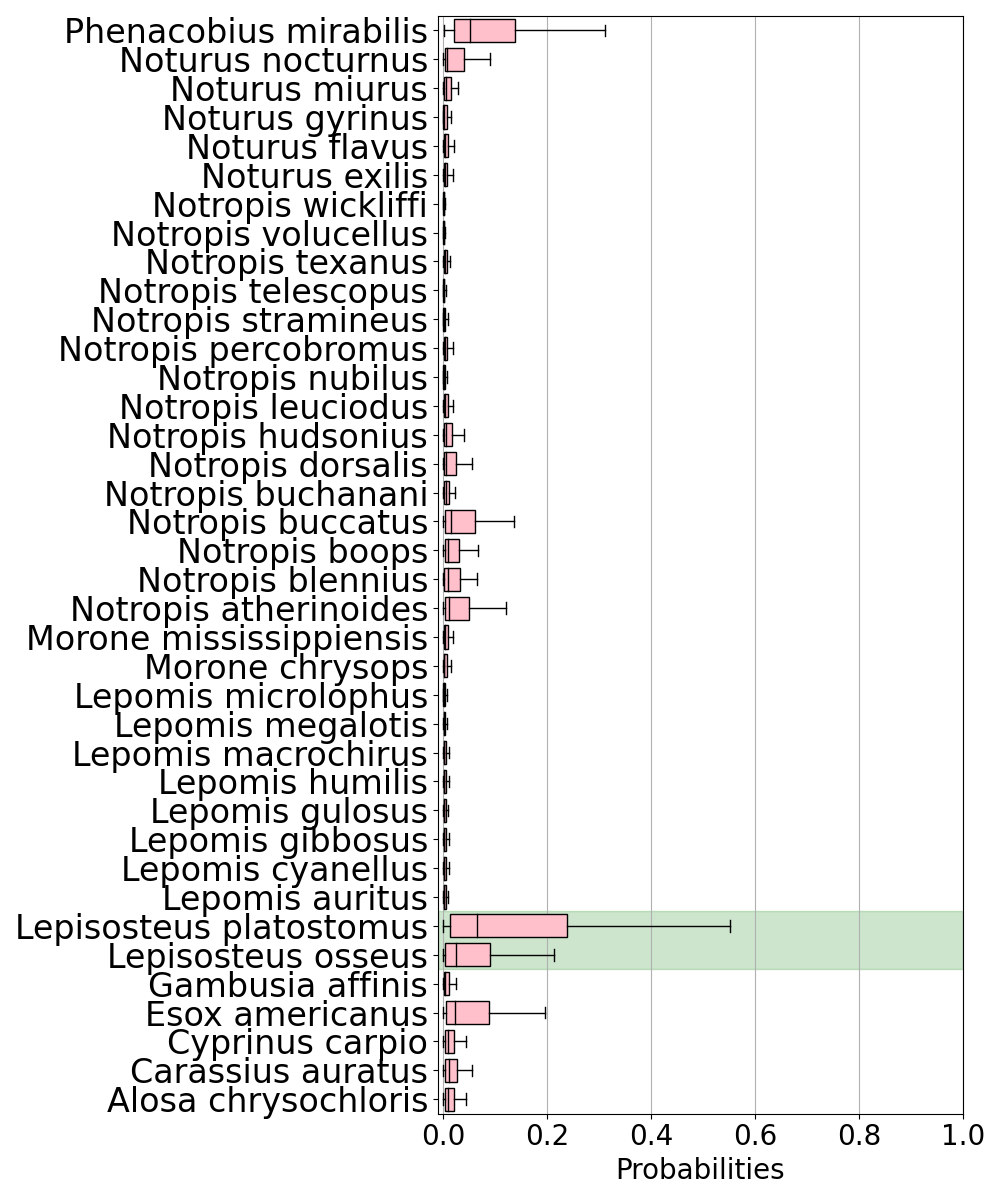 Phenacobius mirabilis
Noturus nocturnus
Noturus miurus
Noturus gyrinus
Noturus flavus
Noturus exilis
Notropis wickliffi
Notropis volucellus
Notropis texanus
Notropis telescopus
Notropis stramineus
Notropis percobromus
Notropis nubilus
Notropis leuciodus
Notropis hudsonius
Notropis dorsalis
Notropis buchanani
Notropis buccatus
Notropis boops
Notropis blennius
Notropis atherinoides
Morone mississippiensis
Morone chrysops
Lepomis microlophus
Lepomis megalotis
Lepomis macrochirus
Lepomis humilis
Lepomis gulosus
Lepomis gibbosus
Lepomis cyanellus
Lepomis auritus
Lepisosteus platostomus
Lepisosteus osseus
Gambusia affinis
Esox americanus
Cyprinus carpio
Carassius auratus
Alosa chrysochloris
0.0 0.2 0.4 0.6 0.8 1.0
Probabilities